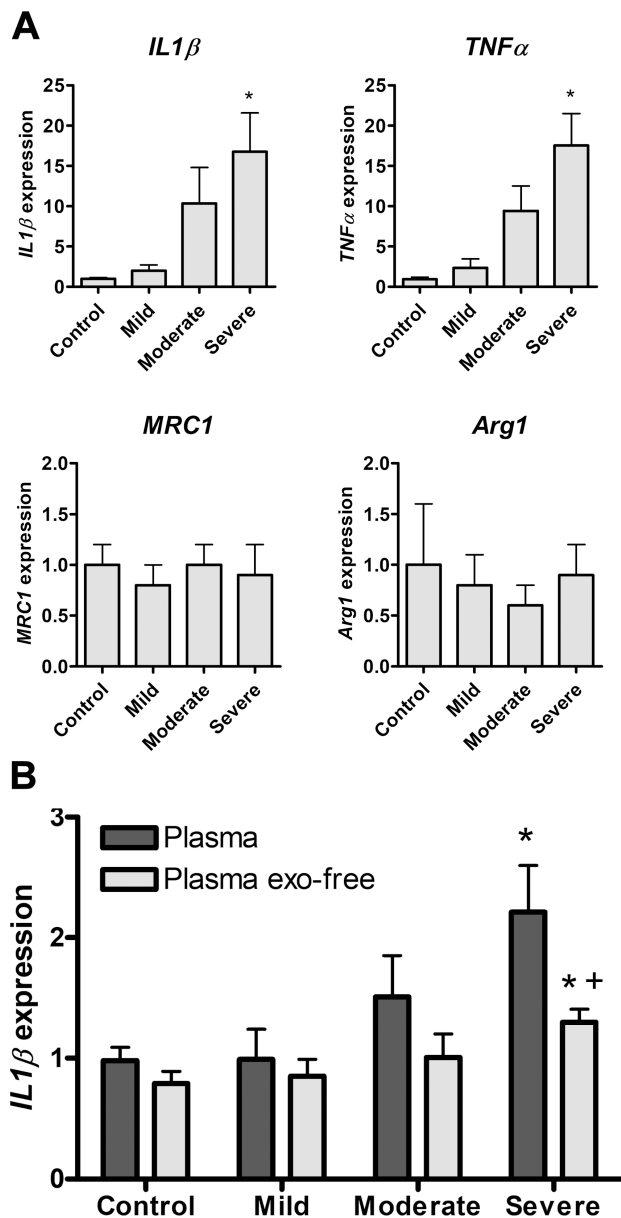 A
IL1β
TNFα
IL1β expression
25
20
15
10
5
0
*
Control
Mild
Moderate
Severe
TNFα expression
25
20
15
10
5
0
*
Control
Mild
Moderate
Severe
MRC1
Arg1
MRC1 expression
2.0
1.5
1.0
0.5
0.0
Control
Mild
Moderate
Severe
Arg1 expression
2.0
1.5
1.0
0.5
0.0
Control
Mild
Moderate
Severe
B
IL1β expression
3
2
1
0
Plasma
Plasma exo-free
*
* +
Control Mild Moderate Severe